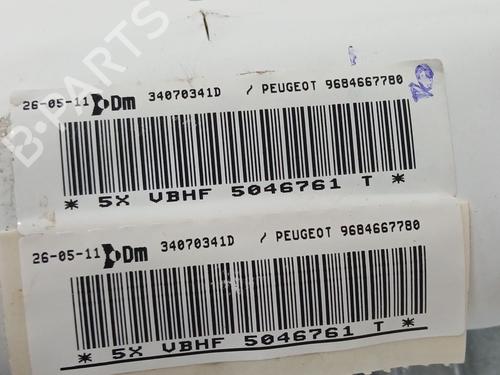 B-PARTS
26-05-11 Dm 34070341D / PEUGEOT 9684667780
* 5X VBHF 5046761 T *
26-05-11 Dm 34070341D / PEUGEOT 9684667780
* 5X VBHF 5046761 T *